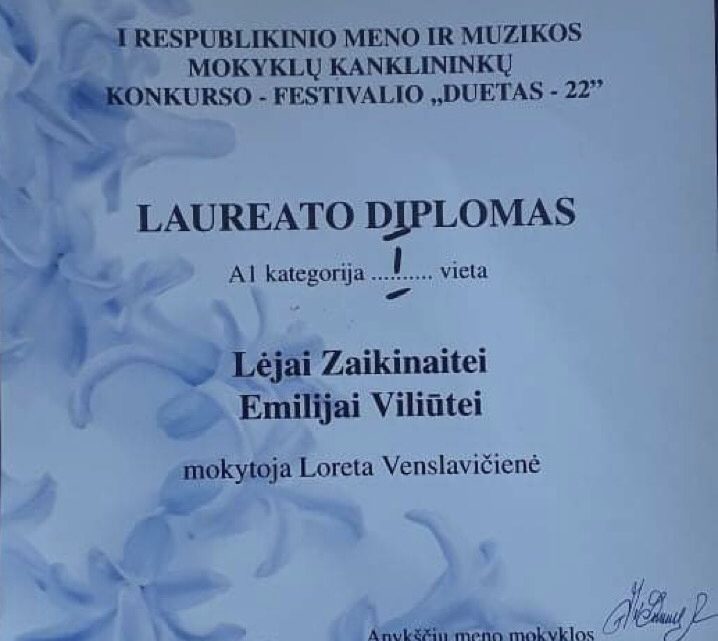 I RESPUBLIKINIO MENO IR MUZIKOS
MOKYKLŲ KANKLININKŲ
KONKURSO - FESTIVALIO „DUETAS - 22”
LAUREATO DIPLOMAS
A1 kategorija ....I..... vieta
Lėjai Zaikinaitei
Emilijai Viliūtei
mokytoja Loreta Venslavičienė
Anykščių meno mokyklos